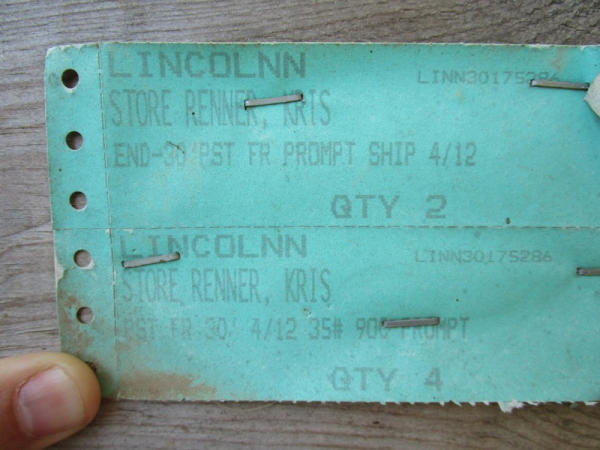 LINCOLNN
LINN30175286
STORE RENNER, KRIS
END-30'PST FR PROMPT SHIP 4/12
QTY 2
LINCOLNN
LINN30175286
STORE RENNER, KRIS
PST FR 30' 4/12 35# 900 PROMPT
QTY 4